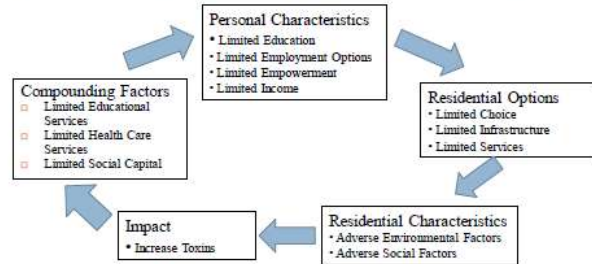 Personal Characteristics
• Limited Education
• Limited Employment Options
• Limited Empowerment
• Limited Income
Residential Options
• Limited Choice
• Limited Infrastructure
• Limited Services
Residential Characteristics
• Adverse Environmental Factors
• Adverse Social Factors
Impact
• Increase Toxins
Compounding Factors
Limited Educational
Services
Limited Health Care
Services
Limited Social Capital